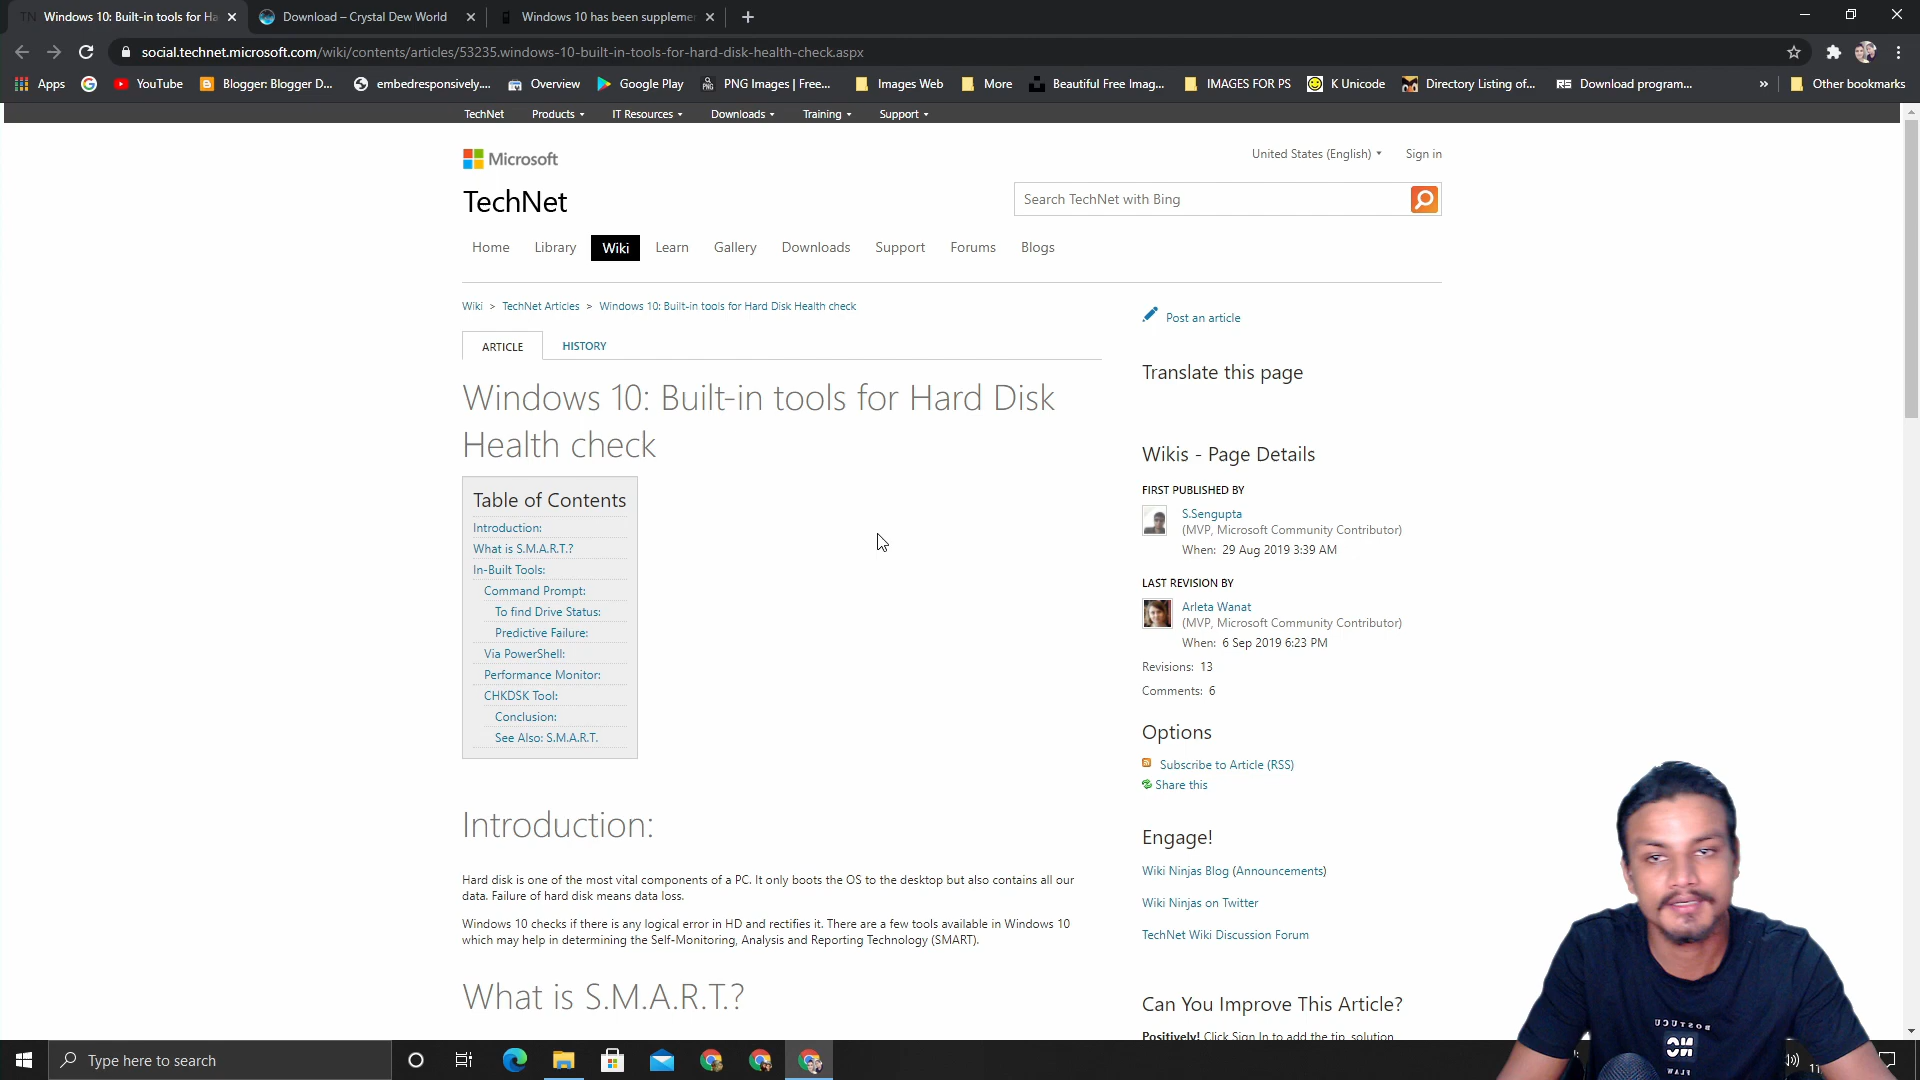 Windows 10: Built-in tools for Ha
Download – Crystal Dew World
Windows 10 has been suppleme
social.technet.microsoft.com/wiki/contents/articles/53235.windows-10-built-in-tools-for-hard-disk-health-check.aspx
Apps YouTube Blogger: Blogger D... embedresponsively.... Overview Google Play PNG Images | Free... Images Web More Beautiful Free Imag... IMAGES FOR PS K Unicode Directory Listing of... RS Download program... » Other bookmarks
TechNet Products IT Resources Downloads Training Support
Microsoft
United States (English) Sign in
TechNet
Search TechNet with Bing
Home Library Wiki Learn Gallery Downloads Support Forums Blogs
Wiki > TechNet Articles > Windows 10: Built-in tools for Hard Disk Health check
ARTICLE HISTORY
Windows 10: Built-in tools for Hard Disk
Health check
Table of Contents
Introduction:
What is S.M.A.R.T.?
In-Built Tools:
Command Prompt:
To find Drive Status:
Predictive Failure:
Via PowerShell:
Performance Monitor:
CHKDSK Tool:
Conclusion:
See Also: S.M.A.R.T.
Introduction:
Hard disk is one of the most vital components of a PC. It only boots the OS to the desktop but also contains all our
data. Failure of hard disk means data loss.
Windows 10 checks if there is any logical error in HD and rectifies it. There are a few tools available in Windows 10
which may help in determining the Self-Monitoring, Analysis and Reporting Technology (SMART).
What is S.M.A.R.T.?
Post an article
Translate this page
Wikis - Page Details
FIRST PUBLISHED BY
S.Sengupta
(MVP, Microsoft Community Contributor)
When: 29 Aug 2019 3:39 AM
LAST REVISION BY
Arleta Wanat
(MVP, Microsoft Community Contributor)
When: 6 Sep 2019 6:23 PM
Revisions: 13
Comments: 6
Options
Subscribe to Article (RSS)
Share this
Engage!
Wiki Ninjas Blog (Announcements)
Wiki Ninjas on Twitter
TechNet Wiki Discussion Forum
Can You Improve This Article?
Positively! Click Sign In to add the tip, solution,
Type here to search